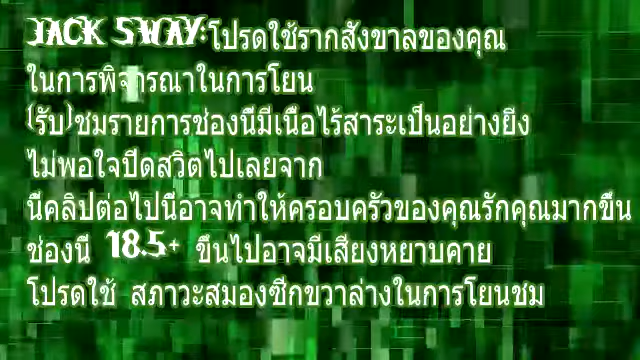 JACK SWAY:โปรดใช้รากสังขาลของคุณ
ในการพิจารณาในการโยน
(รับ)ชมรายการช่องนี้มีเนื้อไร้สาระเป็นอย่างยิ่ง
ไม่พอใจปิดสวิตไปเลยจาก
นี้คลิปต่อไปนี้อาจทำให้ครอบครัวของคุณรักคุณมากขึ้น
ช่องนี้ 18.5+ ขึ้นไปอาจมีเสียงหยาบคาย
โปรดใช้ สภาวะสมองซีกขวาล่างในการโยนชม